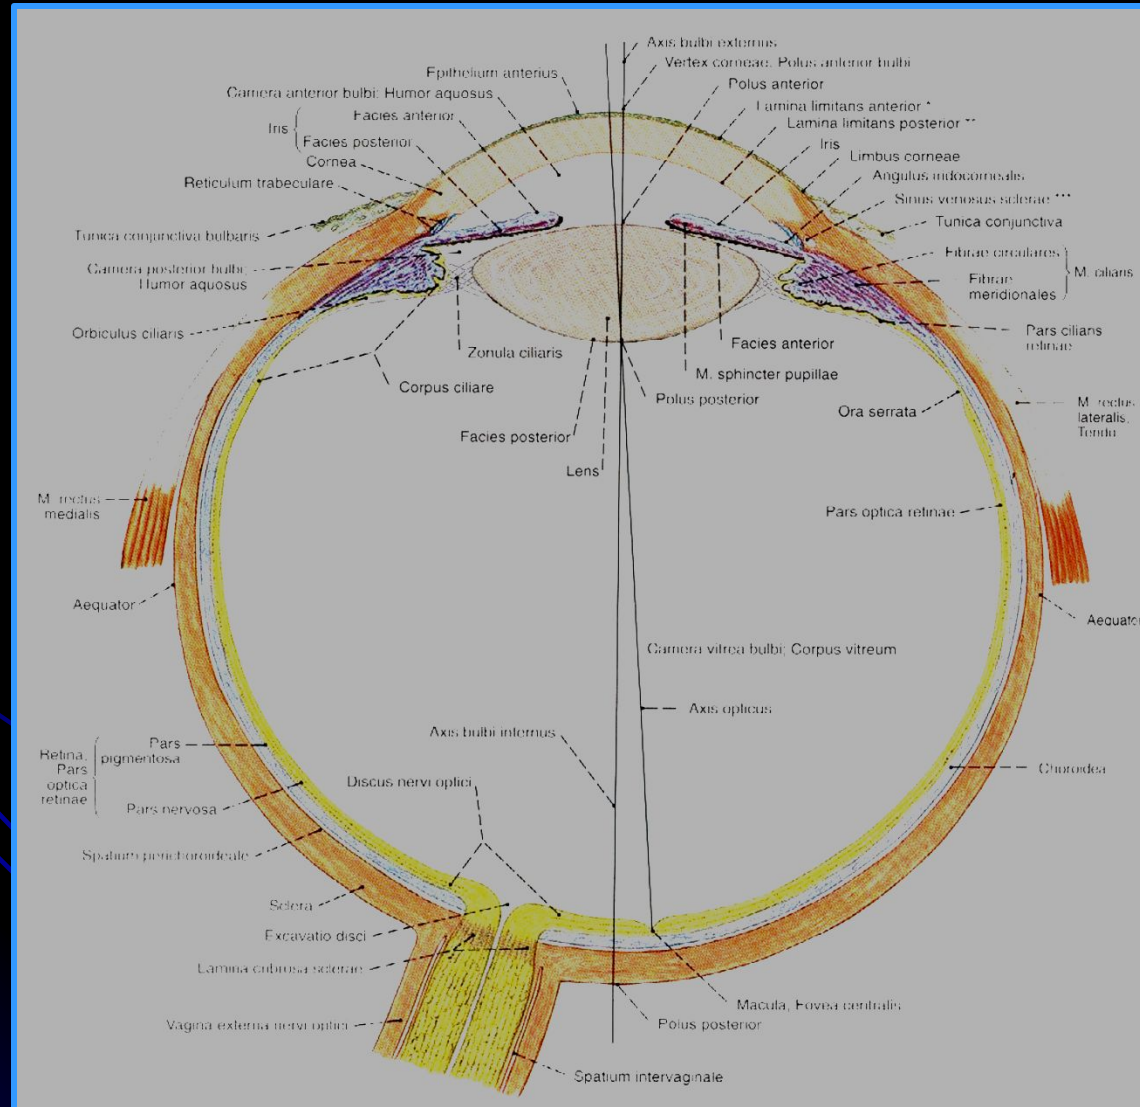 Axis bulbi externus
Vertex corneae, Polus anterior bulbi
Polus anterior
Lamina limitans anterior *
Lamina limitans posterior **
Iris
Limbus corneae
Angulus iridocornealis
Sinus venosus sclerae ***
Tunica conjunctiva
Fibrae circulares
Fibrae
meridionales
M. ciliaris
Pars ciliaris
retinae
Epithelium anterius
Camera anterior bulbi; Humor aquosus
Iris
Facies anterior
Facies posterior
Cornea
Reticulum trabeculare
Tunica conjunctiva bulbaris
Camera posterior bulbi;
Humor aquosus
Orbiculus ciliaris
Zonula ciliaris
Corpus ciliare
Facies anterior
M. sphincter pupillae
Polus posterior
Facies posterior
Lens
Ora serrata
M. rectus
lateralis,
Tendo
M. rectus
medialis
Pars optica retinae
Aequator
Aequator
Camera vitrea bulbi; Corpus vitreum
Axis opticus
Axis bulbi internus
Retina,
Pars
optica
retinae
Pars
pigmentosa
Pars nervosa
Discus nervi optici
Choroidea
Spatium perichoroideale
Sclera
Excavatio disci
Lamina cribrosa sclerae
Vagina externa nervi optici
Macula, Fovea centralis
Polus posterior
Spatium intervaginale